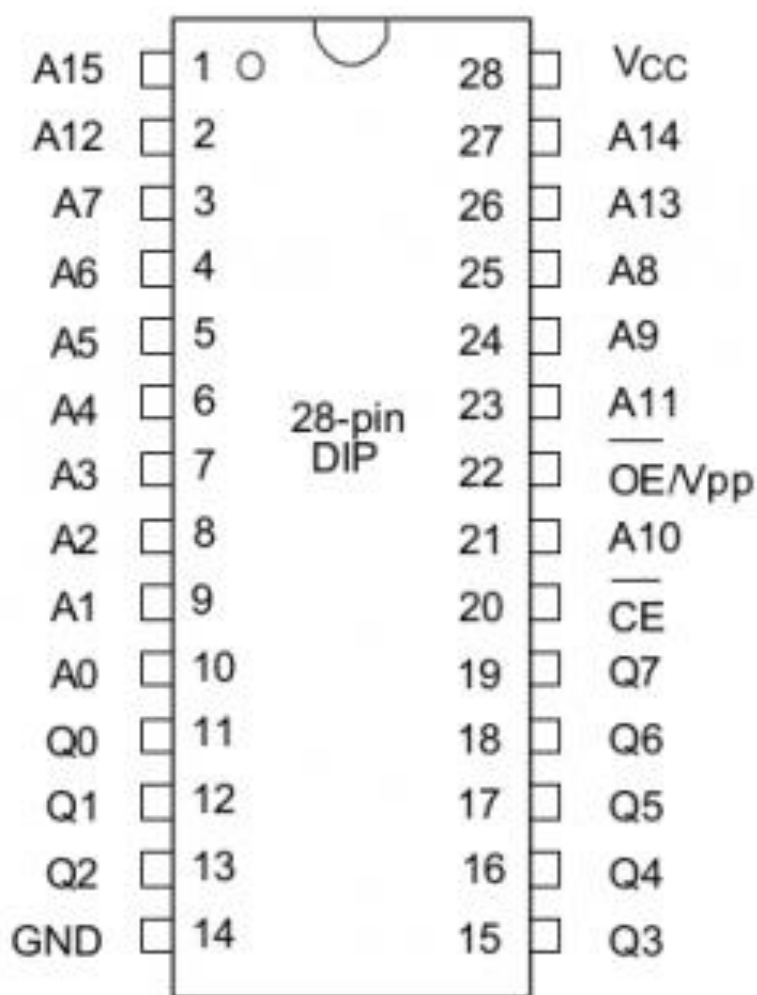 A15 1 28 VCC
A12 2 27 A14
A7 3 26 A13
A6 4 25 A8
A5 5 24 A9
A4 6 23 A11
28-pin
DIP
A3 7 22 OE/Vpp
A2 8 21 A10
A1 9 20 CE
A0 10 19 Q7
Q0 11 18 Q6
Q1 12 17 Q5
Q2 13 16 Q4
GND 14 15 Q3